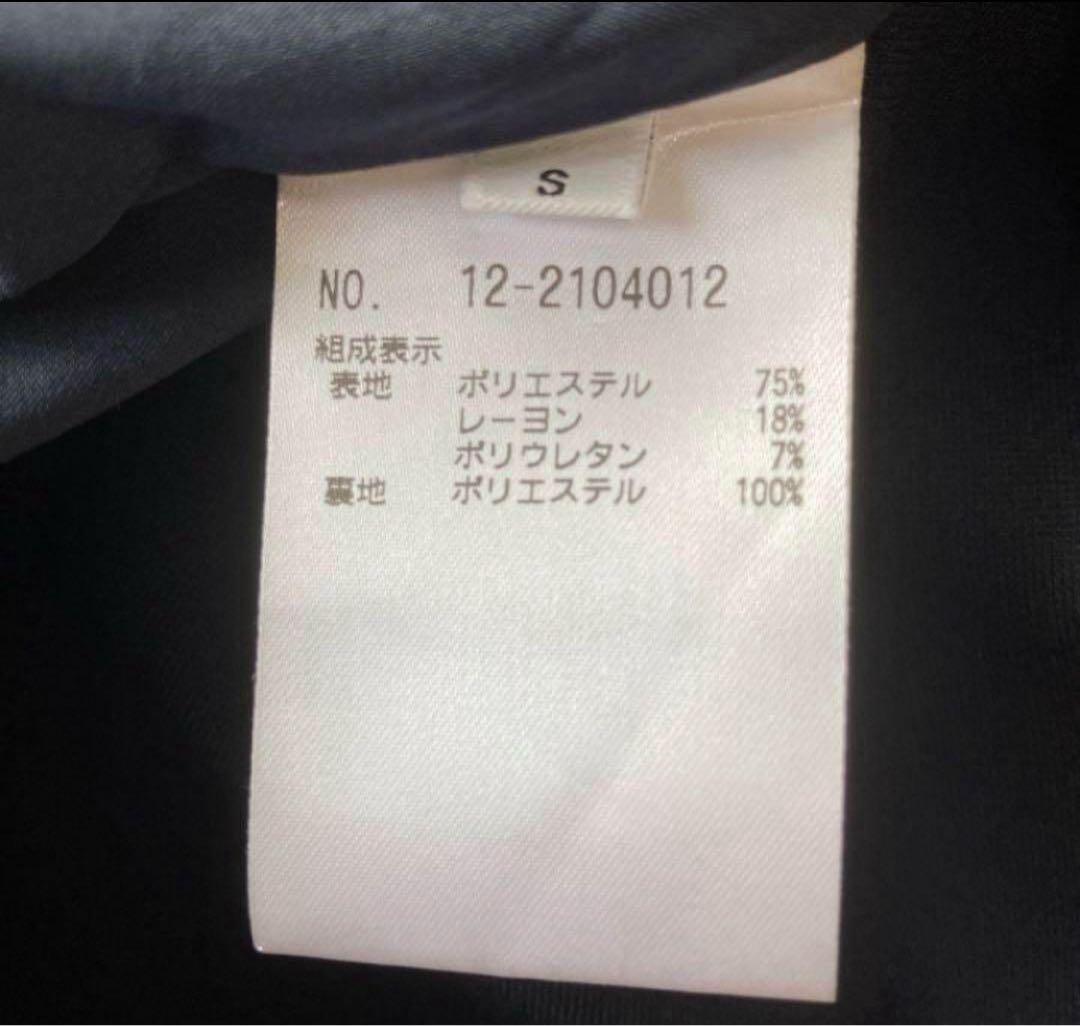 S
NO. 12-2104012
組成表示
表地 ポリエステル 75%
レーヨン 18%
ポリウレタン 7%
裏地 ポリエステル 100%